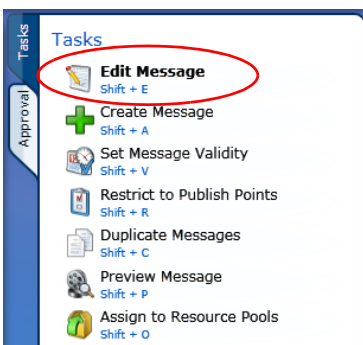 Tasks
Approval
Tasks
Edit Message
Shift + E
Create Message
Shift + A
Set Message Validity
Shift + V
Restrict to Publish Points
Shift + R
Duplicate Messages
Shift + C
Preview Message
Shift + P
Assign to Resource Pools
Shift + O